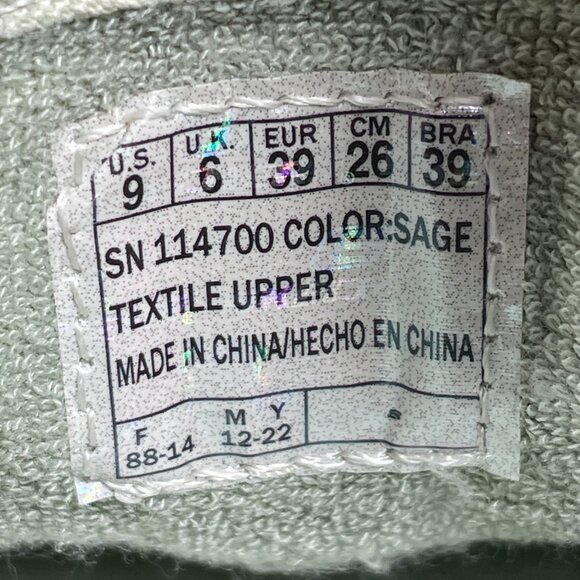 U.S. U.K. EUR CM BRA
9 6 39 26 39
SN 114700 COLOR:SAGE
TEXTILE UPPER
MADE IN CHINA/HECHO EN CHINA
F M Y
88-14 12-22 s